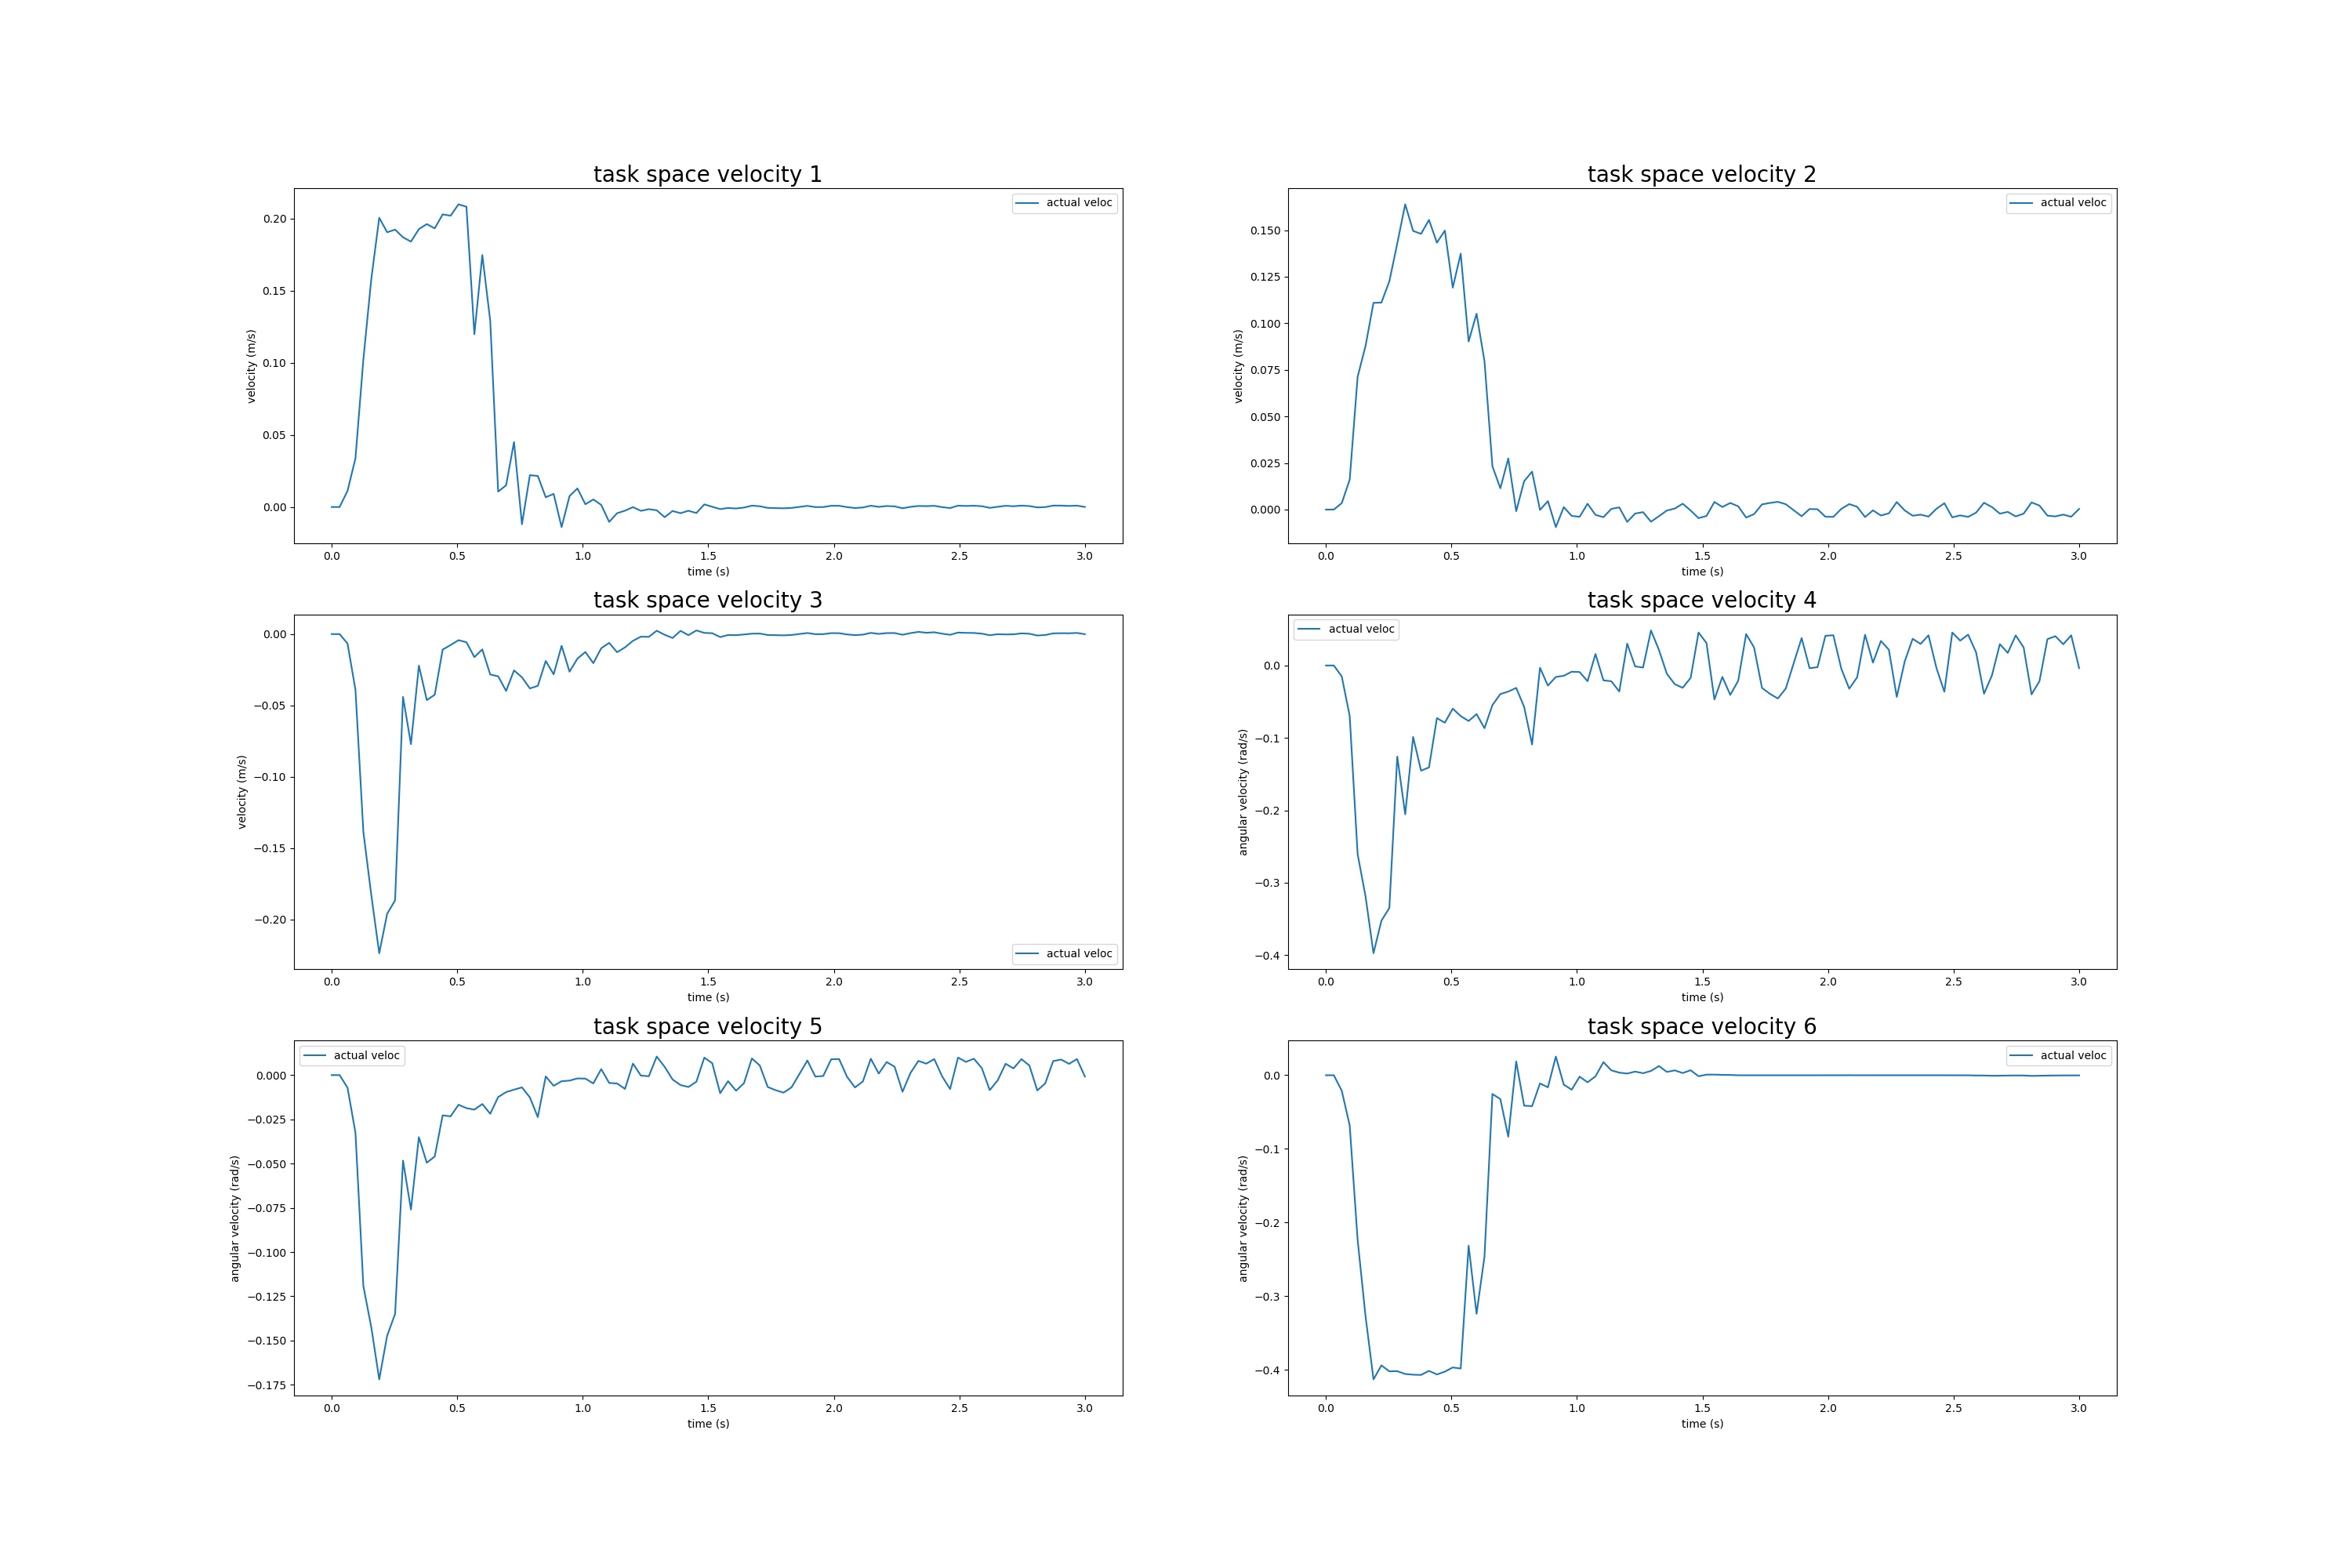 task space velocity 1
actual veloc
velocity (m/s)
0.20
0.15
0.10
0.05
0.00
0.0 0.5 1.0 1.5 2.0 2.5 3.0
time (s)
task space velocity 2
actual veloc
velocity (m/s)
0.150
0.125
0.100
0.075
0.050
0.025
0.000
0.0 0.5 1.0 1.5 2.0 2.5 3.0
time (s)
task space velocity 3
actual veloc
velocity (m/s)
0.00
−0.05
−0.10
−0.15
−0.20
0.0 0.5 1.0 1.5 2.0 2.5 3.0
time (s)
task space velocity 4
actual veloc
angular velocity (rad/s)
0.0
−0.1
−0.2
−0.3
−0.4
0.0 0.5 1.0 1.5 2.0 2.5 3.0
time (s)
task space velocity 5
actual veloc
angular velocity (rad/s)
0.000
−0.025
−0.050
−0.075
−0.100
−0.125
−0.150
−0.175
0.0 0.5 1.0 1.5 2.0 2.5 3.0
time (s)
task space velocity 6
actual veloc
angular velocity (rad/s)
0.0
−0.1
−0.2
−0.3
−0.4
0.0 0.5 1.0 1.5 2.0 2.5 3.0
time (s)